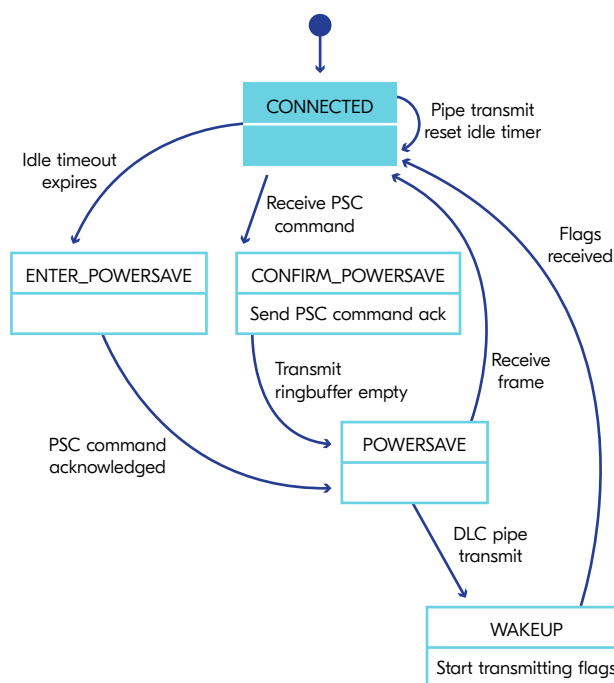 CONNECTED
Pipe transmit
reset idle timer
Idle timeout
expires
Receive PSC
command
Flags
received
ENTER_POWERSAVE
CONFIRM_POWERSAVE
Send PSC command ack
Transmit
ringbuffer empty
Receive
frame
PSC command
acknowledged
POWERSAVE
DLC pipe
transmit
WAKEUP
Start transmitting flags